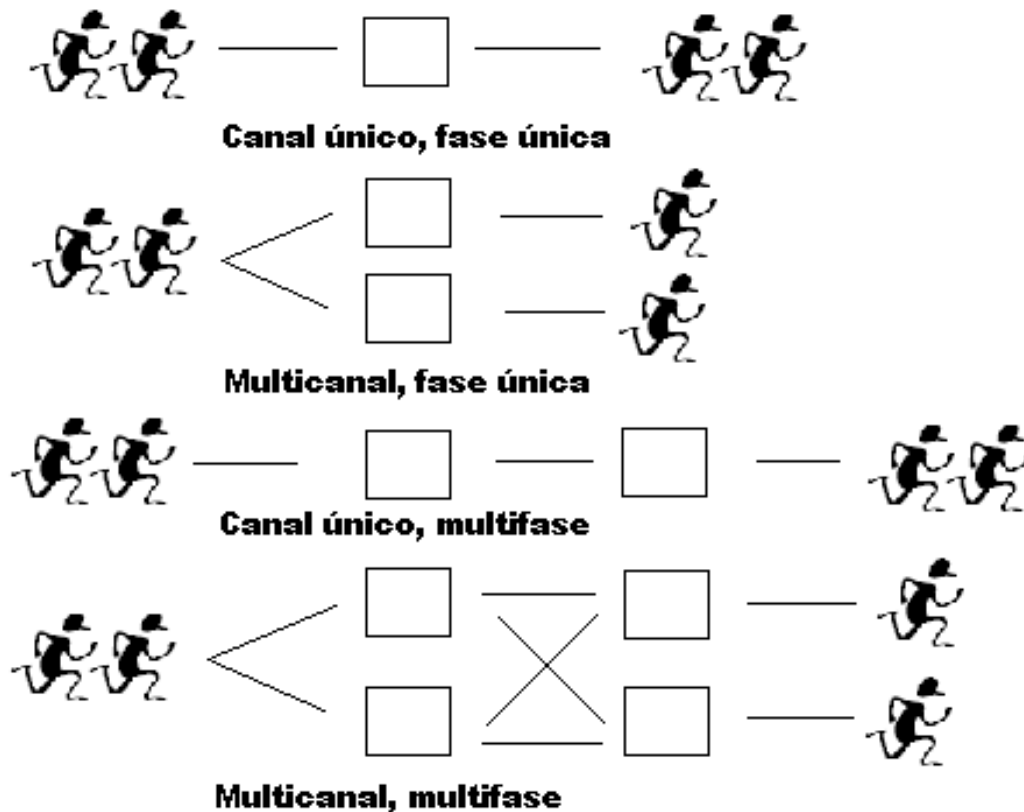 Canal único, fase única
Multicanal, fase única
Canal único, multifase
Multicanal, multifase